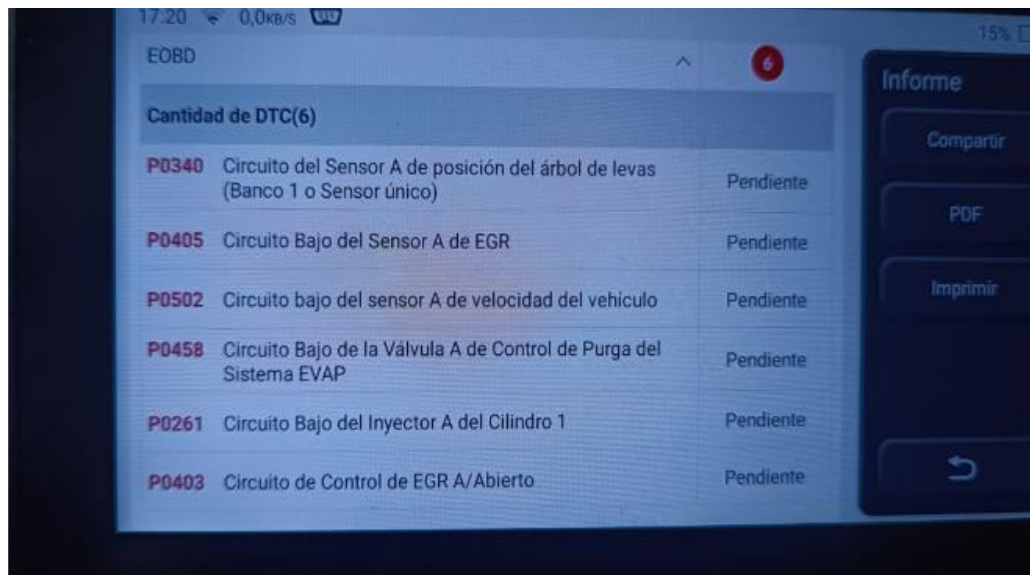 17:20 0,0KB/S
15%
EOBD
6
Informe
Cantidad de DTC(6)
Compartir
P0340 Circuito del Sensor A de posición del árbol de levas
(Banco 1 o Sensor único) Pendiente
PDF
P0405 Circuito Bajo del Sensor A de EGR Pendiente
Imprimir
P0502 Circuito bajo del sensor A de velocidad del vehículo Pendiente
P0458 Circuito Bajo de la Válvula A de Control de Purga del
Sistema EVAP Pendiente
P0261 Circuito Bajo del Inyector A del Cilindro 1 Pendiente
P0403 Circuito de Control de EGR A/Abierto Pendiente